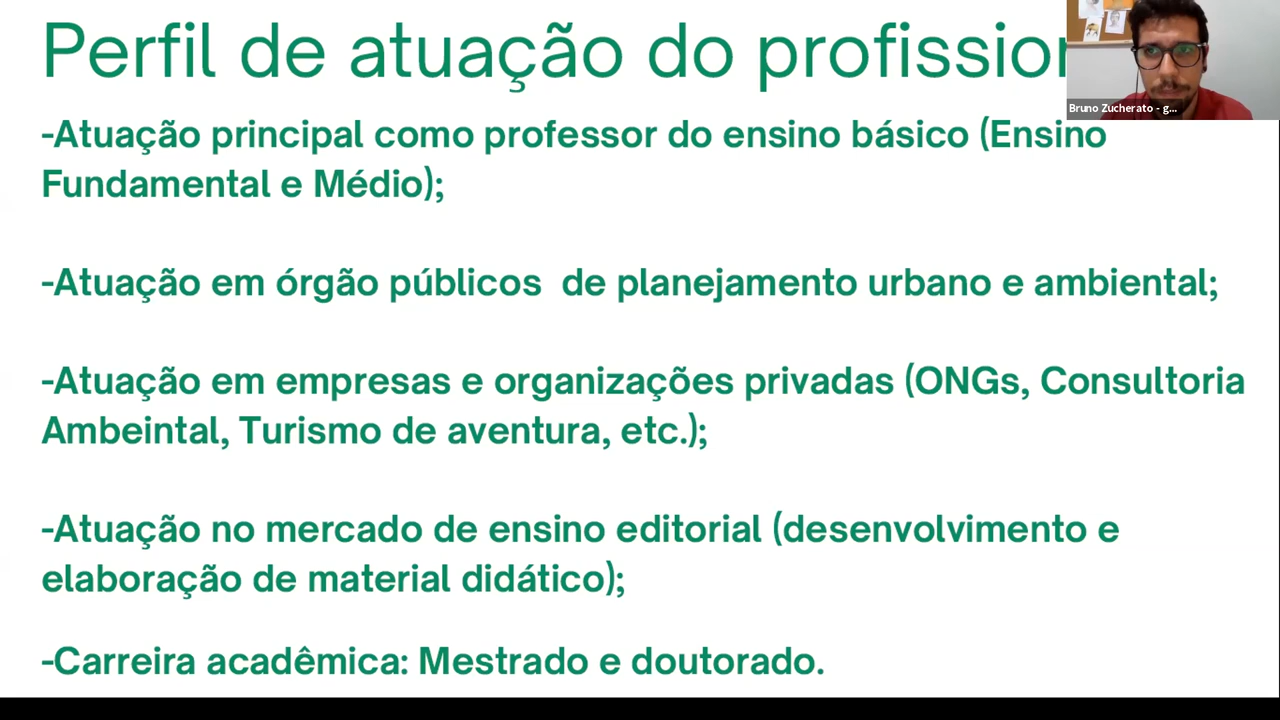 Perfil de atuação do profission
Bruno Zucherato - g...
-Atuação principal como professor do ensino básico (Ensino
Fundamental e Médio);
-Atuação em órgão públicos  de planejamento urbano e ambiental;
-Atuação em empresas e organizações privadas (ONGs, Consultoria
Ambeintal, Turismo de aventura, etc.);
-Atuação no mercado de ensino editorial (desenvolvimento e
elaboração de material didático);
-Carreira acadêmica: Mestrado e doutorado.